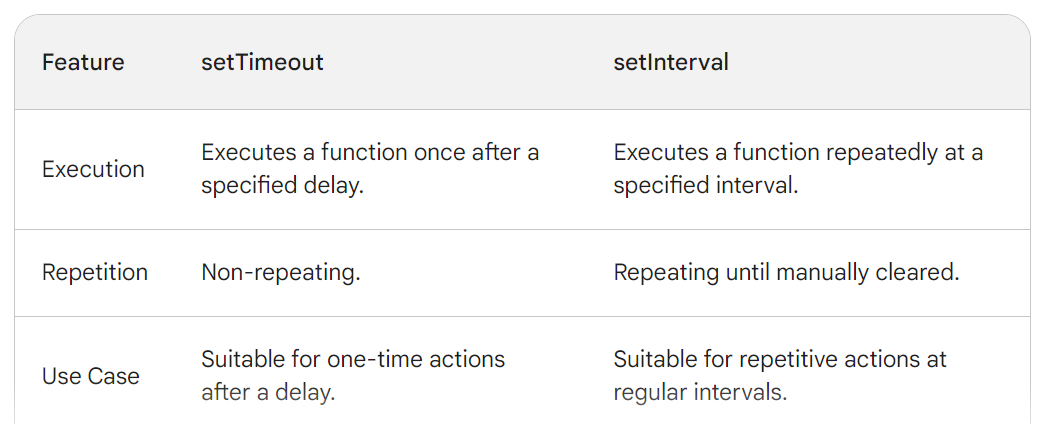 Feature setTimeout setInterval
Execution
Executes a function once after a
specified delay.
Executes a function repeatedly at a
specified interval.
Repetition Non-repeating. Repeating until manually cleared.
Use Case
Suitable for one-time actions
after a delay.
Suitable for repetitive actions at
regular intervals.